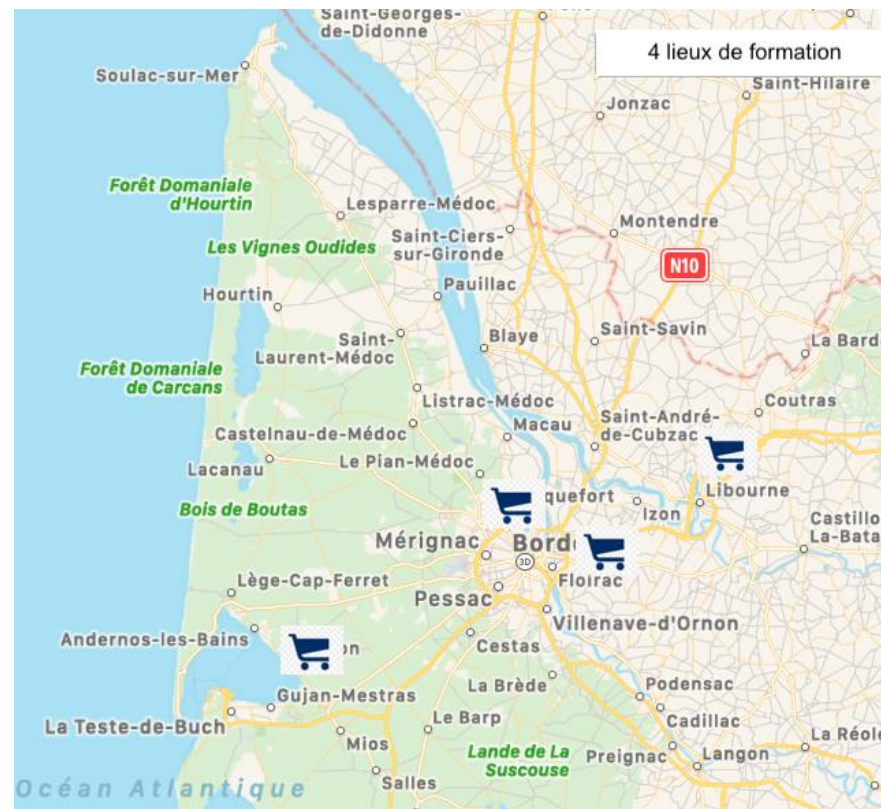 Saint-Georges-
de-Didonne
4 lieux de formation
Soulac-sur-Mer
Saint-Hilaire
Jonzac
Forêt Domaniale
d'Hourtin
Lesparre-Médoc
Montendre
Les Vignes Oudides
Saint-Ciers-
sur-Gironde
N10
Hourtin
Pauillac
Saint-
Laurent-Médoc
Blaye
Saint-Savin
La Bard
Forêt Domaniale
de Carcans
Listrac-Médoc
Coutras
Castelnau-de-Médoc
Macau
Saint-André-
de-Cubzac
Lacanau
Le Pian-Médoc
quefort
Libourne
Bois de Boutas
Izon
Castillo
La-Bata
Mérignac
Bord
3D
Floirac
Lège-Cap-Ferret
Pessac
Villenave-d'Ornon
Andernos-les-Bains
on
Cestas
Gujan-Mestras
La Brède
Podensac
La Teste-de-Buch
Le Barp
Cadillac
Mios
La Réole
Lande de La
Suscouse
Preignac
Langon
Océan Atlantique
Salles